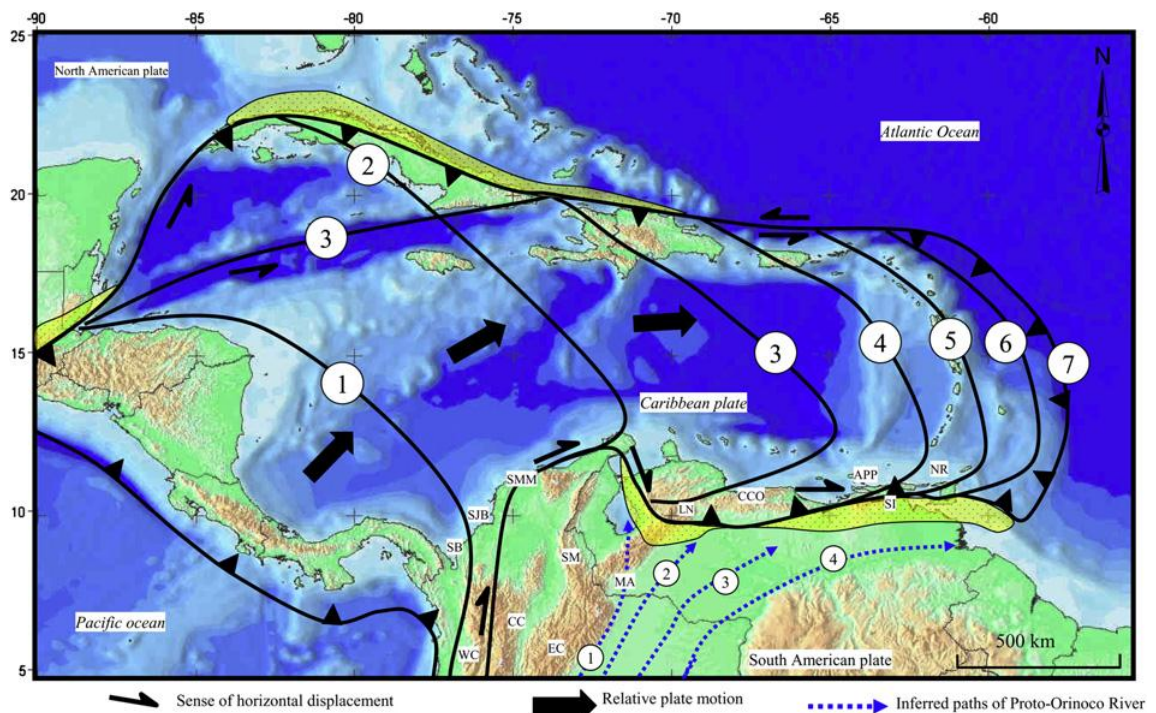 -90 -85 -80 -75 -70 -65 -60
25
North American plate
N
Atlantic Ocean
2
20
3
15
1
3
4
5
6
7
Caribbean plate
SMM
APP
NR
CCO
10
SJB
LN
SI
SB
SM
MA
2
3
4
CC
Pacific ocean
WC
EC
1
500 km
South American plate
5
Sense of horizontal displacement
Relative plate motion
Inferred paths of Proto-Orinoco River